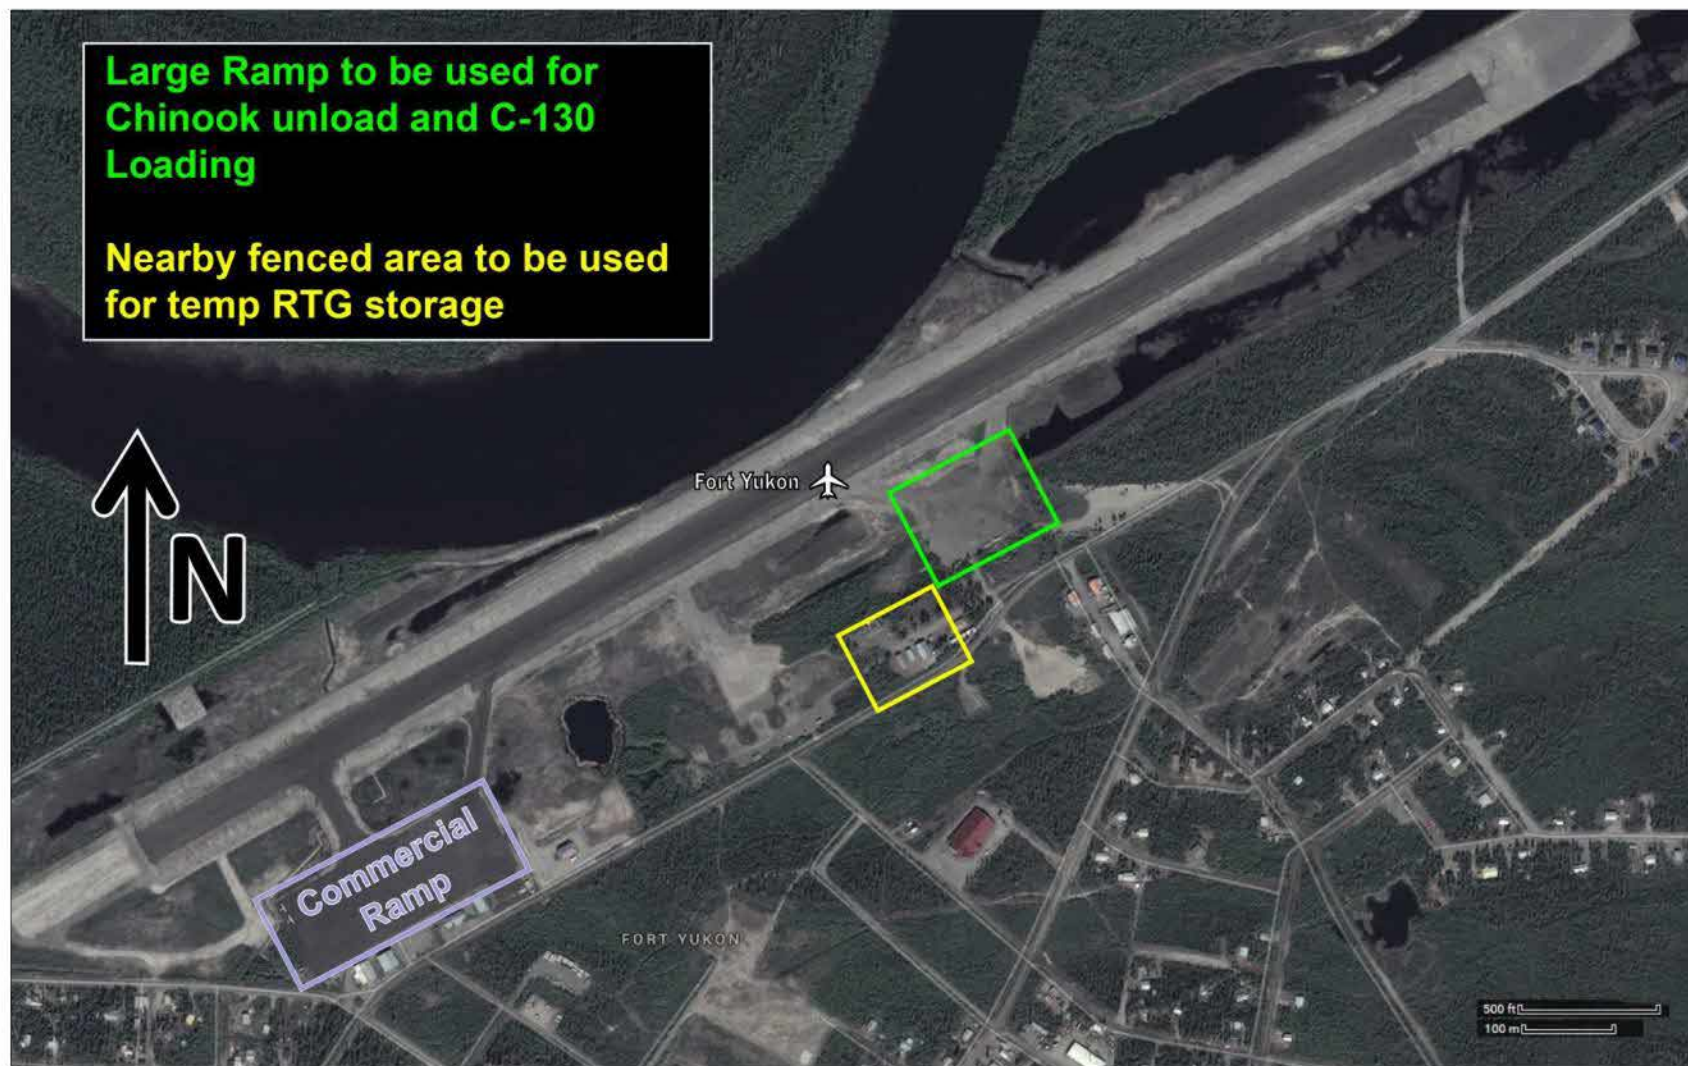 Large Ramp to be used for
Chinook unload and C-130
Loading
Nearby fenced area to be used
for temp RTG storage
Fort Yukon
N
Commercial
Ramp
FORT YUKON
500 ft
100 m